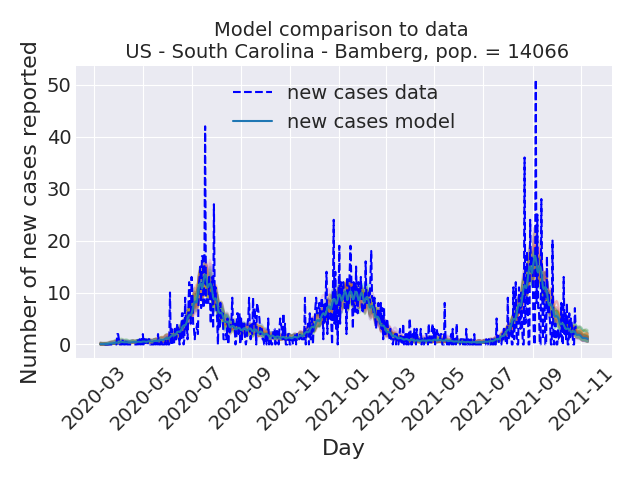 Model comparison to data
US - South Carolina - Bamberg, pop. = 14066
new cases data
new cases model
Number of new cases reported
50
40
30
20
10
0
2020-03
2020-05
2020-07
2020-09
2020-11
2021-01
2021-03
2021-05
2021-07
2021-09
2021-11
Day